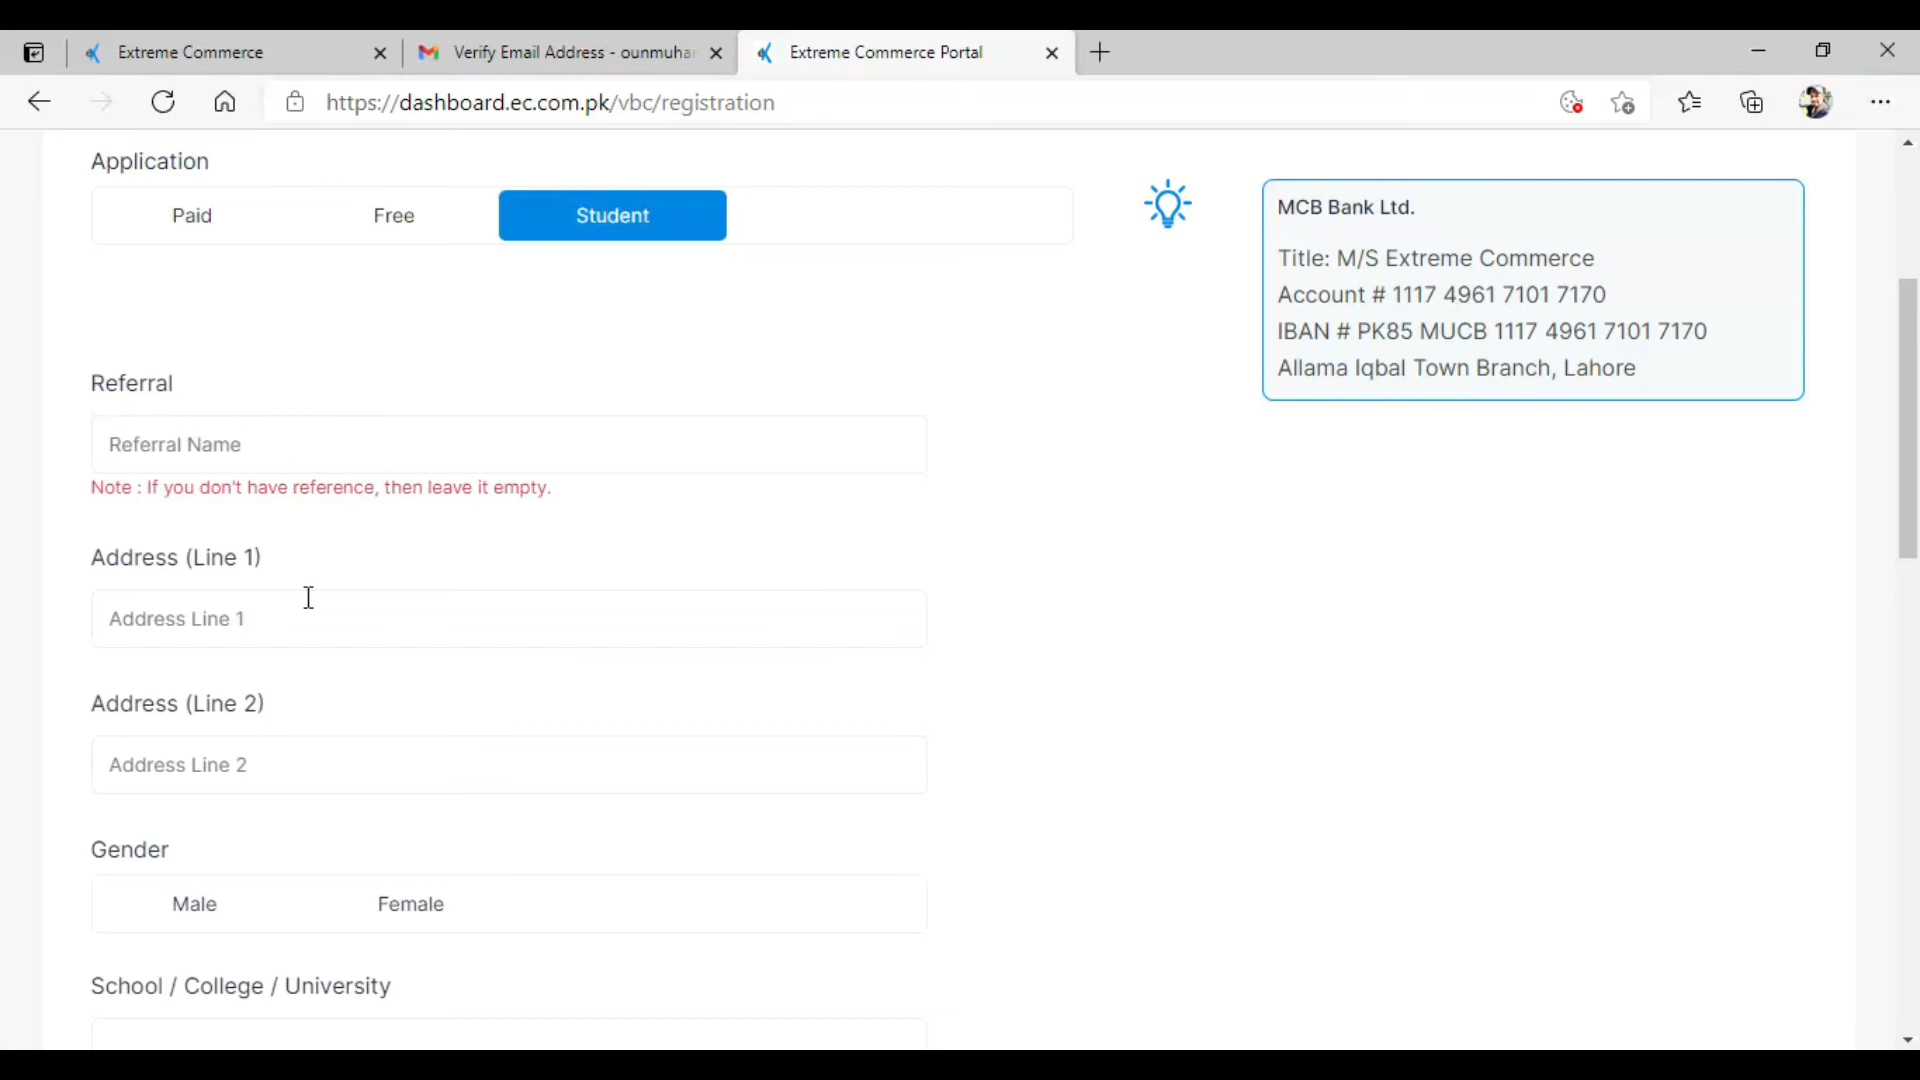 Extreme Commerce
Verify Email Address - ounmuhar
Extreme Commerce Portal
https://dashboard.ec.com.pk/vbc/registration
Application
Paid
Free
Student
MCB Bank Ltd.
Title: M/S Extreme Commerce
Account # 1117 4961 7101 7170
IBAN # PK85 MUCB 1117 4961 7101 7170
Allama Iqbal Town Branch, Lahore
Referral
Referral Name
Note : If you don't have reference, then leave it empty.
Address (Line 1)
Address Line 1
Address (Line 2)
Address Line 2
Gender
Male
Female
School / College / University